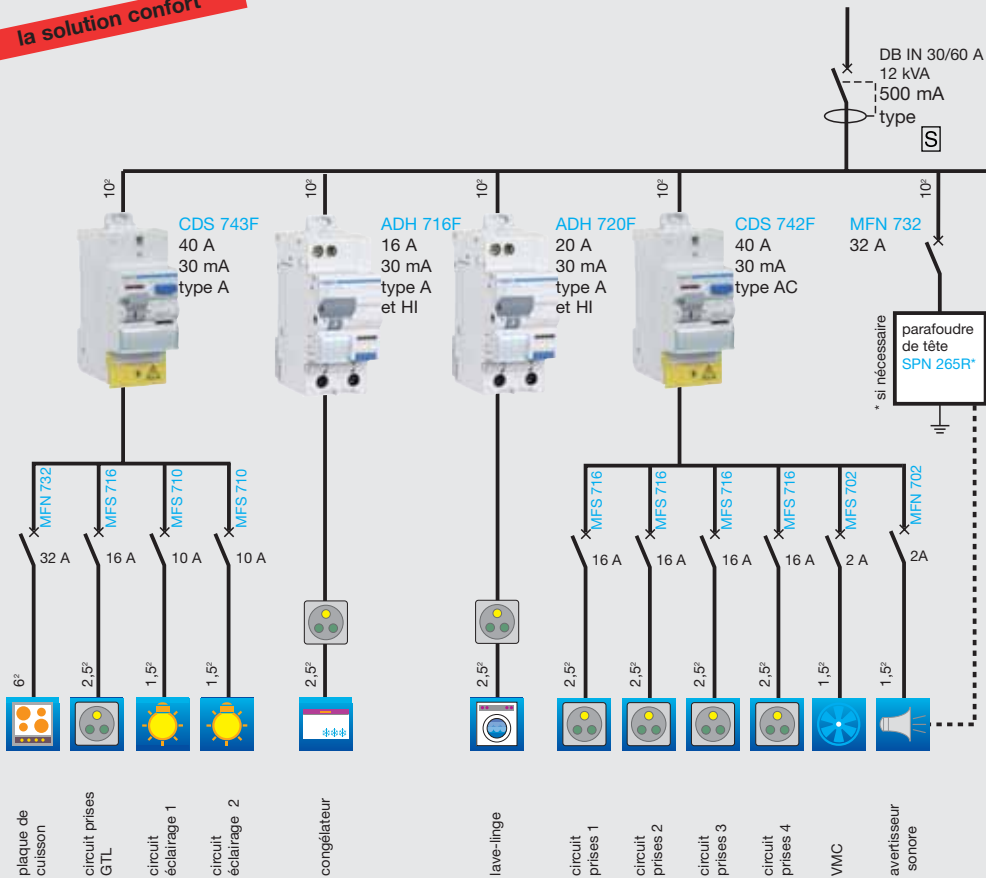 la solution confort
DB IN 30/60 A
12 kVA
500 mA
type
S
10²
10²
10²
10²
10²
CDS 743F
40 A
30 mA
type A
ADH 716F
16 A
30 mA
type A
et HI
ADH 720F
20 A
30 mA
type A
et HI
CDS 742F
40 A
30 mA
type AC
MFN 732
32 A
parafoudre
de tête
SPN 265R*
* si nécessaire
MFN 732
MFS 716
MFS 710
MFS 710
MFS 716
MFS 716
MFS 716
MFS 716
MFS 702
MFN 702
32 A
16 A
10 A
10 A
16 A
16 A
16 A
16 A
2 A
2A
6²
2,5²
1,5²
1,5²
2,5²
2,5²
2,5²
2,5²
2,5²
2,5²
1,5²
1,5²
plaque de
cuisson
circuit prises
GTL
circuit
éclairage 1
circuit
éclairage 2
congélateur
lave-linge
circuit
prises 1
circuit
prises 2
circuit
prises 3
circuit
prises 4
VMC
avertisseur
sonore